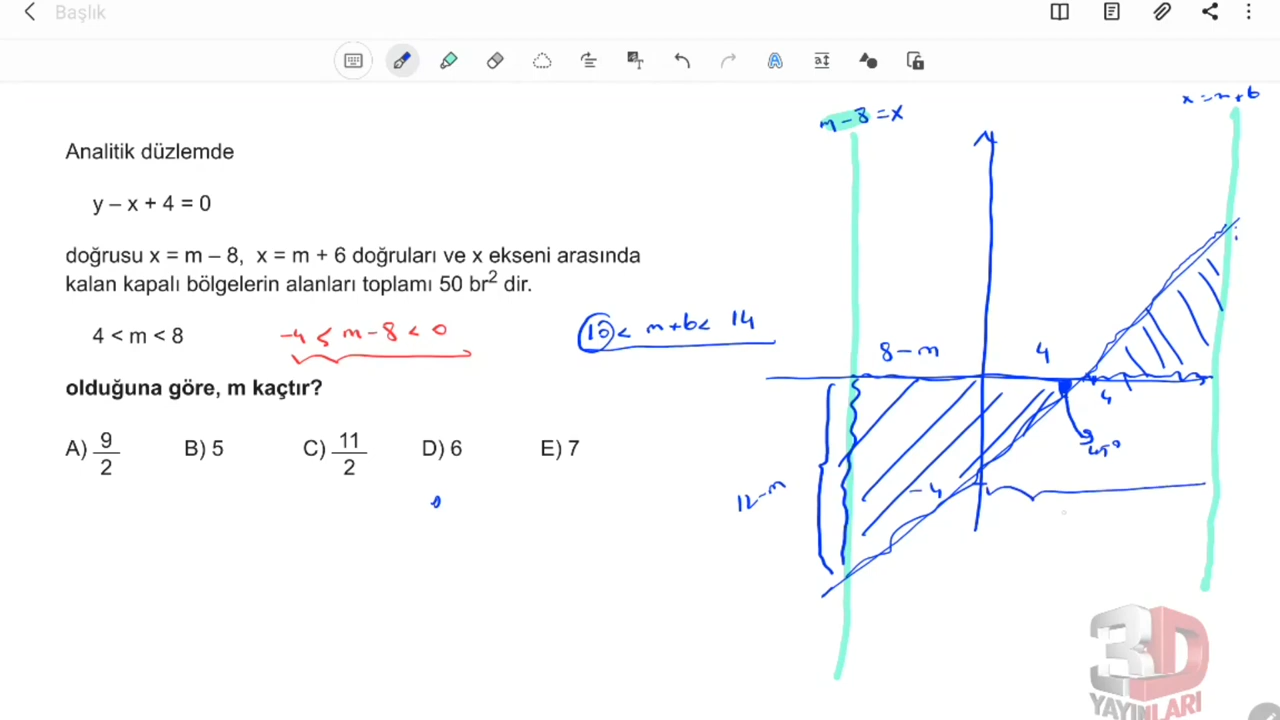 Başlık
Analitik düzlemde
y – x + 4 = 0
doğrusu x = m – 8, x = m + 6 doğruları ve x ekseni arasında
kalan kapalı bölgelerin alanları toplamı 50 br² dir.
4 < m < 8
-4 < m - 8 < 0
10 < m + 6 < 14
olduğuna göre, m kaçtır?
A) 9/2 B) 5 C) 11/2 D) 6 E) 7
m - 8 = x
x = m + 6
8 - m
4
4
45°
- 4
12 - m
3D
YAYINLARI